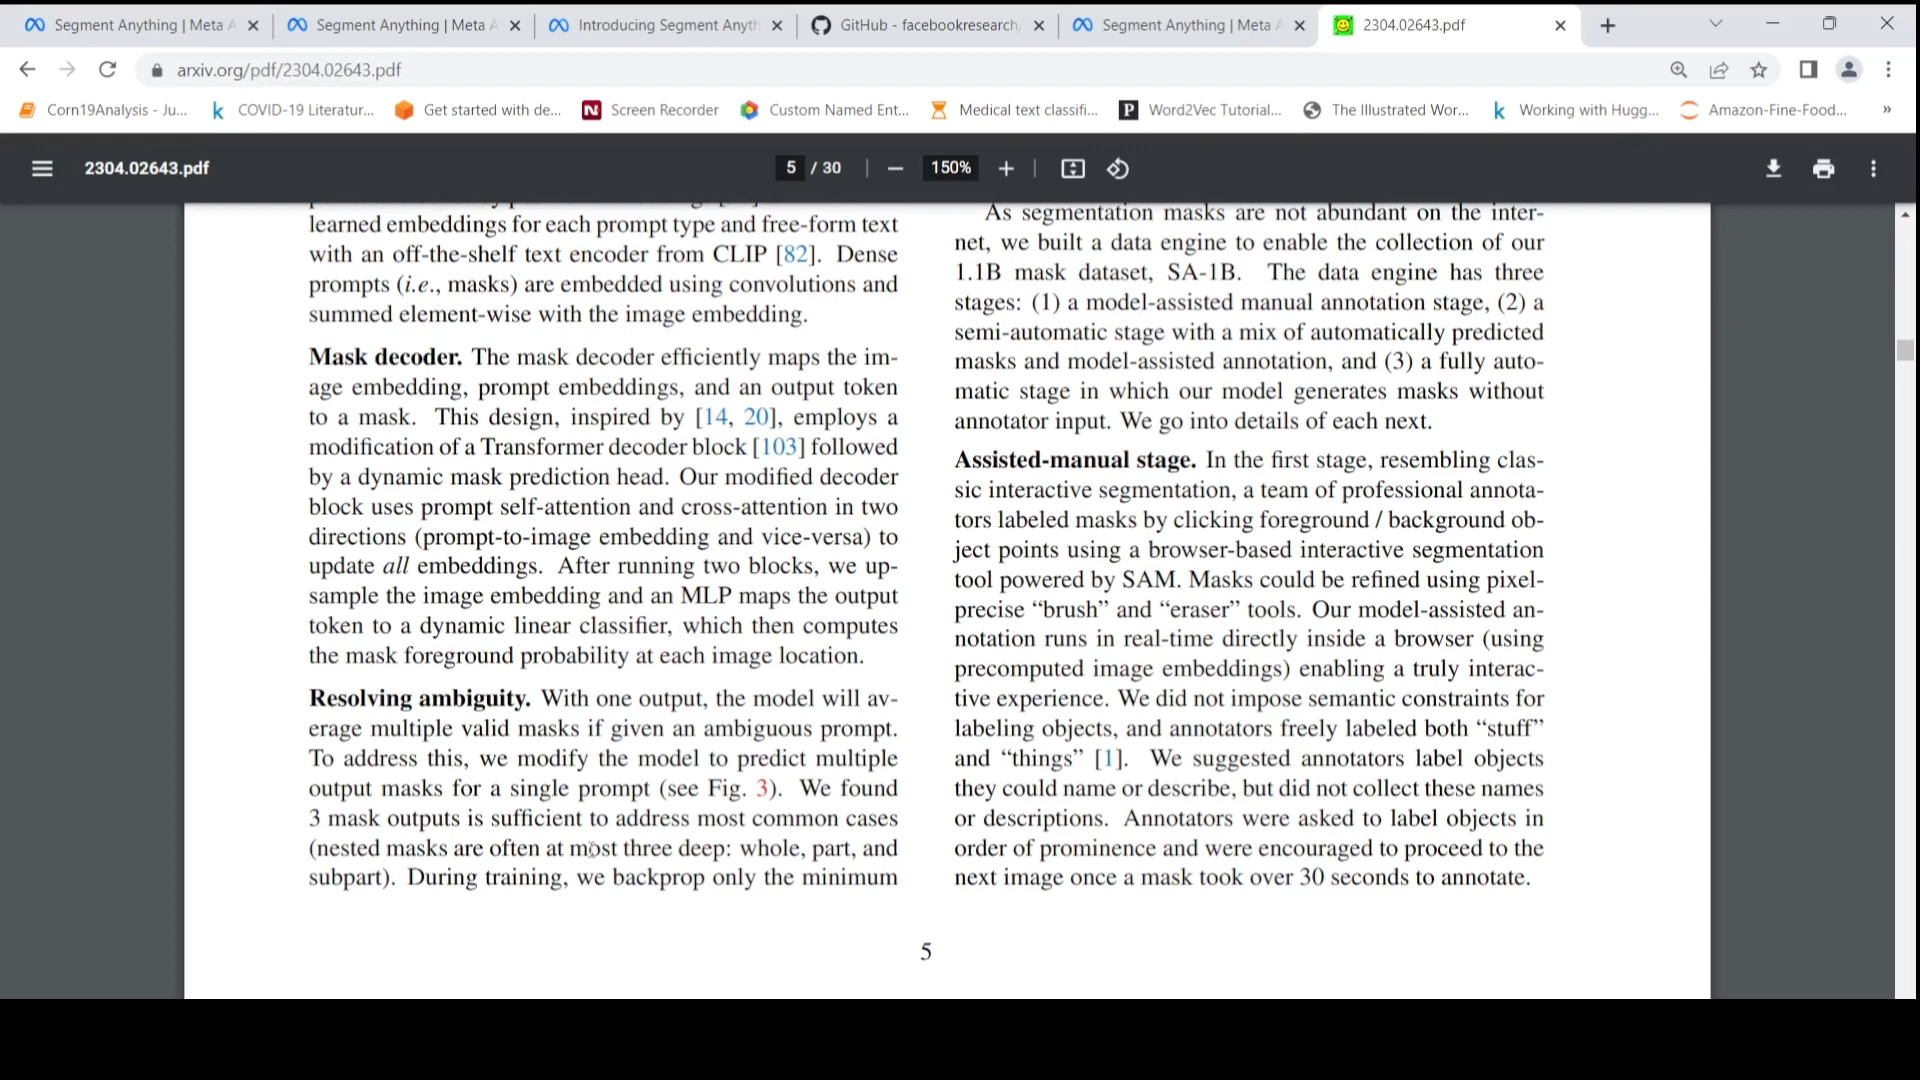 Segment Anything | Meta A
Segment Anything | Meta A
Introducing Segment Anyth
GitHub - facebookresearch,
Segment Anything | Meta A
2304.02643.pdf
arxiv.org/pdf/2304.02643.pdf
Corn19Analysis - Ju...
COVID-19 Literatur...
Get started with de...
Screen Recorder
Custom Named Ent...
Medical text classifi...
Word2Vec Tutorial...
The Illustrated Wor...
Working with Hugg...
Amazon-Fine-Food...
»
2304.02643.pdf
5 / 30
150%
learned embeddings for each prompt type and free-form text
with an off-the-shelf text encoder from CLIP [82]. Dense
prompts (i.e., masks) are embedded using convolutions and
summed element-wise with the image embedding.
Mask decoder. The mask decoder efficiently maps the im-
age embedding, prompt embeddings, and an output token
to a mask. This design, inspired by [14, 20], employs a
modification of a Transformer decoder block [103] followed
by a dynamic mask prediction head. Our modified decoder
block uses prompt self-attention and cross-attention in two
directions (prompt-to-image embedding and vice-versa) to
update all embeddings. After running two blocks, we up-
sample the image embedding and an MLP maps the output
token to a dynamic linear classifier, which then computes
the mask foreground probability at each image location.
Resolving ambiguity. With one output, the model will av-
erage multiple valid masks if given an ambiguous prompt.
To address this, we modify the model to predict multiple
output masks for a single prompt (see Fig. 3). We found
3 mask outputs is sufficient to address most common cases
(nested masks are often at most three deep: whole, part, and
subpart). During training, we backprop only the minimum
As segmentation masks are not abundant on the inter-
net, we built a data engine to enable the collection of our
1.1B mask dataset, SA-1B. The data engine has three
stages: (1) a model-assisted manual annotation stage, (2) a
semi-automatic stage with a mix of automatically predicted
masks and model-assisted annotation, and (3) a fully auto-
matic stage in which our model generates masks without
annotator input. We go into details of each next.
Assisted-manual stage. In the first stage, resembling clas-
sic interactive segmentation, a team of professional annota-
tors labeled masks by clicking foreground / background ob-
ject points using a browser-based interactive segmentation
tool powered by SAM. Masks could be refined using pixel-
precise “brush” and “eraser” tools. Our model-assisted an-
notation runs in real-time directly inside a browser (using
precomputed image embeddings) enabling a truly interac-
tive experience. We did not impose semantic constraints for
labeling objects, and annotators freely labeled both “stuff”
and “things” [1]. We suggested annotators label objects
they could name or describe, but did not collect these names
or descriptions. Annotators were asked to label objects in
order of prominence and were encouraged to proceed to the
next image once a mask took over 30 seconds to annotate.
5